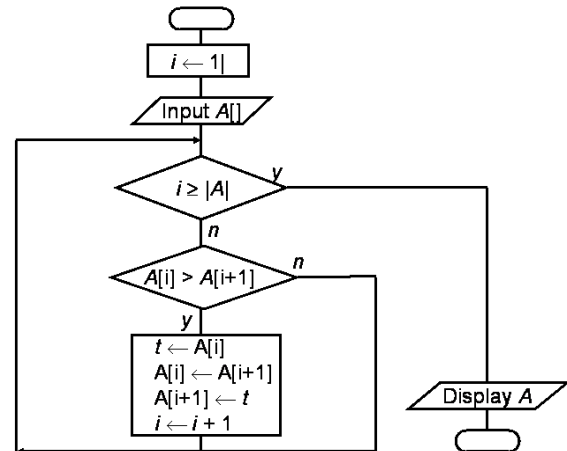 i ← 1|
Input A[]
y
i ≥ |A|
n
A[i] > A[i+1]
n
y
t ← A[i]
A[i] ← A[i+1]
A[i+1] ← t
i ← i + 1
Display A